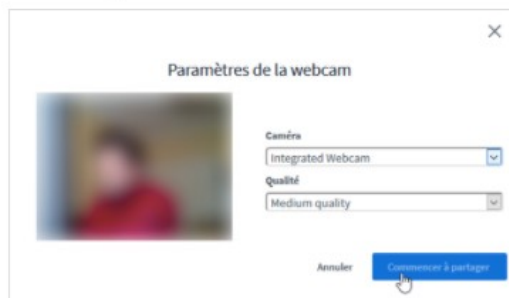 Paramètres de la webcam
Caméra
Integrated Webcam
Qualité
Medium quality
Annuler
Commencer à partager